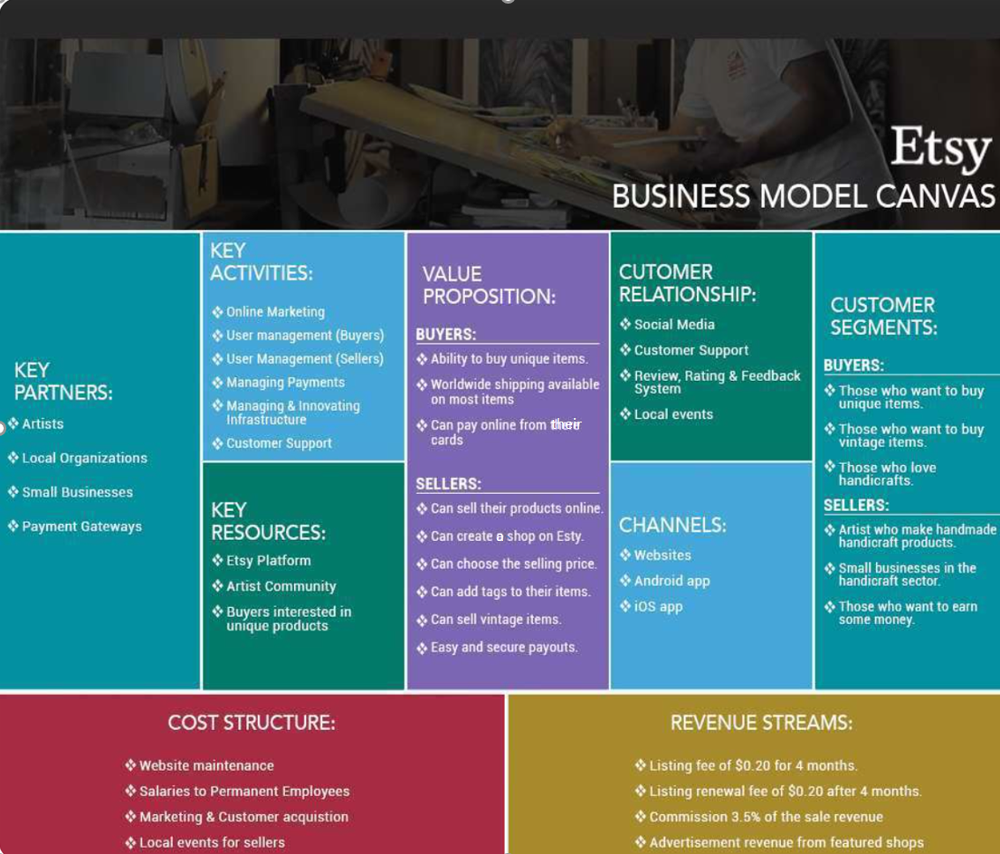 Etsy
BUSINESS MODEL CANVAS
KEY
PARTNERS:
❖ Artists
❖ Local Organizations
❖ Small Businesses
❖ Payment Gateways
KEY
ACTIVITIES:
❖ Online Marketing
❖ User management (Buyers)
❖ User Management (Sellers)
❖ Managing Payments
❖ Managing & Innovating
Infrastructure
❖ Customer Support
KEY
RESOURCES:
❖ Etsy Platform
❖ Artist Community
❖ Buyers interested in
unique products
VALUE
PROPOSITION:
BUYERS:
❖ Ability to buy unique items.
❖ Worldwide shipping available
on most items
❖ Can pay online from their
cards
SELLERS:
❖ Can sell their products online.
❖ Can create a shop on Esty.
❖ Can choose the selling price.
❖ Can add tags to their items.
❖ Can sell vintage items.
❖ Easy and secure payouts.
CUTOMER
RELATIONSHIP:
❖ Social Media
❖ Customer Support
❖ Review, Rating & Feedback
System
❖ Local events
CHANNELS:
❖ Websites
❖ Android app
❖ iOS app
CUSTOMER
SEGMENTS:
BUYERS:
❖ Those who want to buy
unique items.
❖ Those who want to buy
vintage items.
❖ Those who love
handicrafts.
SELLERS:
❖ Artist who make handmade
handicraft products.
❖ Small businesses in the
handicraft sector.
❖ Those who want to earn
some money.
COST STRUCTURE:
❖ Website maintenance
❖ Salaries to Permanent Employees
❖ Marketing & Customer acquistion
❖ Local events for sellers
REVENUE STREAMS:
❖ Listing fee of $0.20 for 4 months.
❖ Listing renewal fee of $0.20 after 4 months.
❖ Commission 3.5% of the sale revenue
❖ Advertisement revenue from featured shops